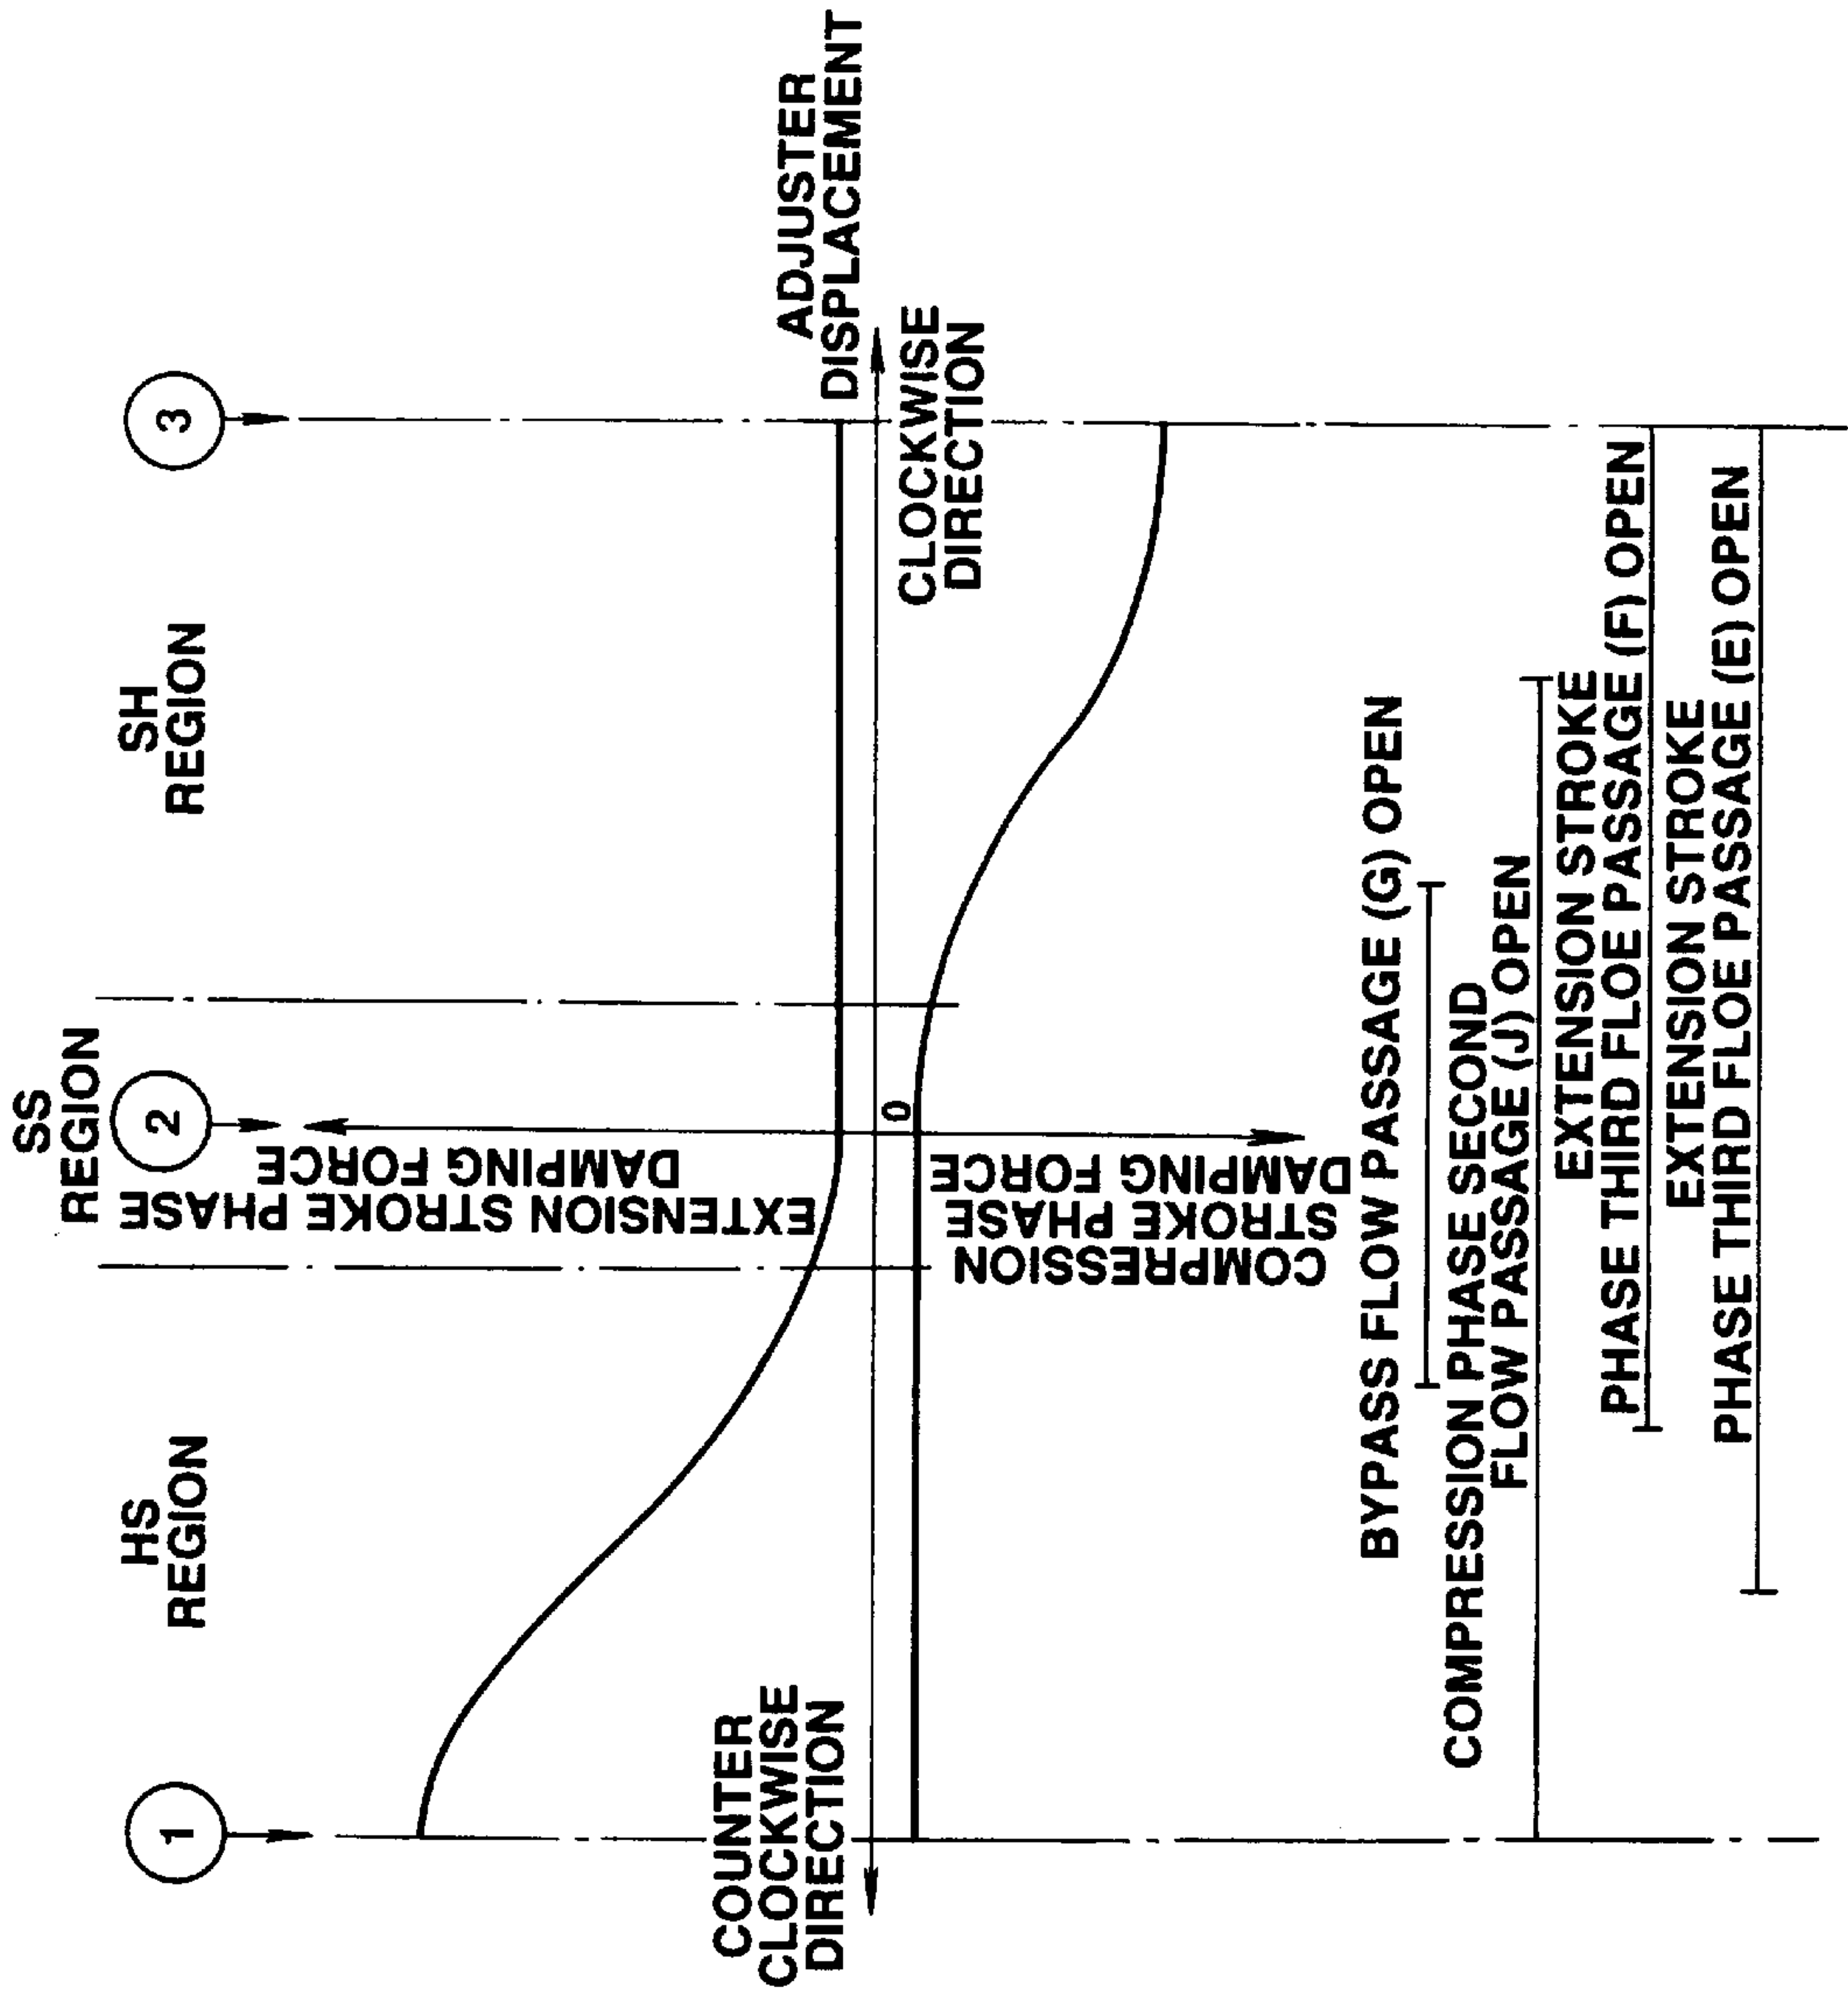 SS
REGION
HS
REGION
SH
REGION
1
2
3
EXTENSION STROKE PHASE
DAMPING FORCE
ADJUSTER
DISPLACEMENT
COUNTER
CLOCKWISE
DIRECTION
0
CLOCKWISE
DIRECTION
COMPRESSION
STROKE PHASE
DAMPING FORCE
BYPASS FLOW PASSAGE (G) OPEN
COMPRESSION PHASE SECOND
FLOW PASSAGE (J) OPEN
EXTENSION STROKE
PHASE THIRD FLOE PASSAGE (F) OPEN
EXTENSION STROKE
PHASE THIRD FLOE PASSAGE (E) OPEN